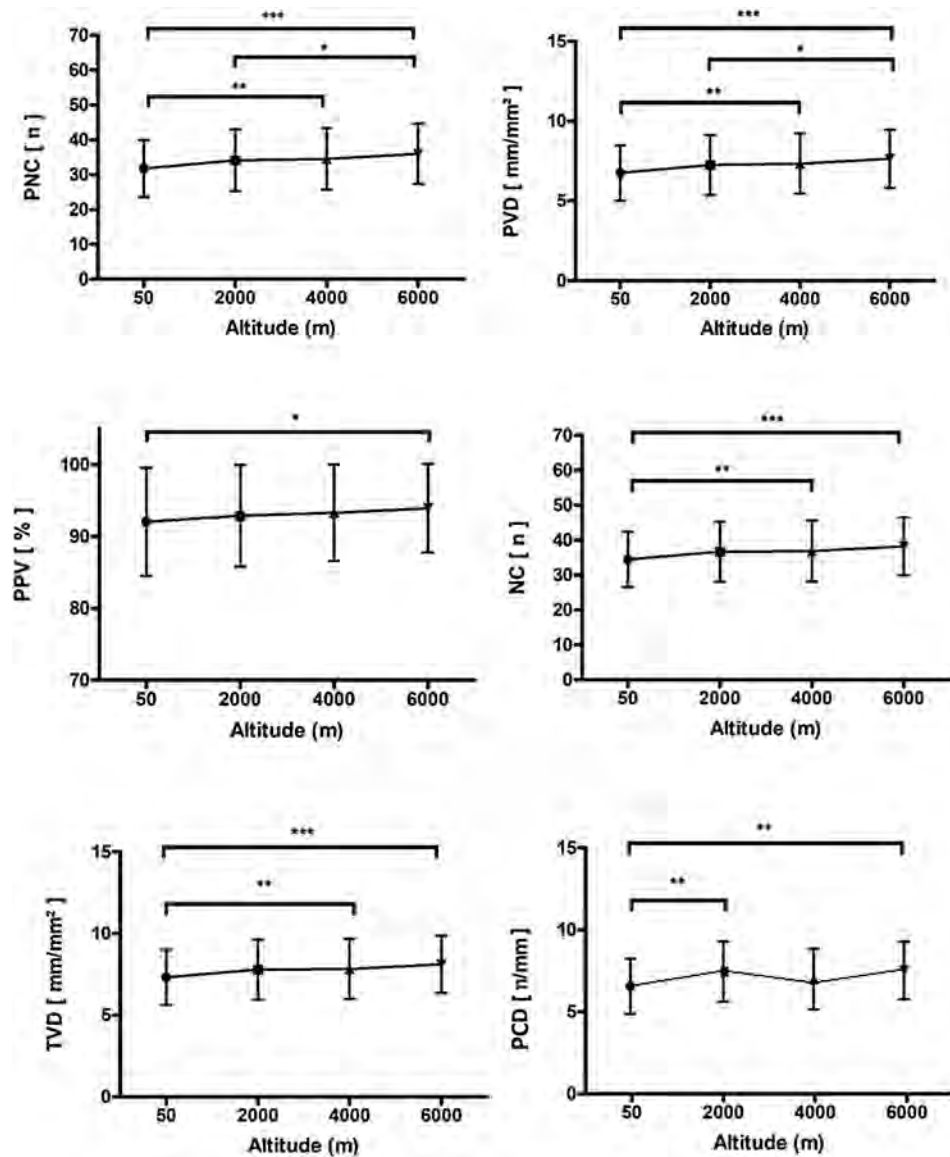 ***
*
**
70
60
50
40
30
20
10
0
PNC [ n ]
50 2000 4000 6000
Altitude (m)
***
*
**
15
10
5
0
PVD [ mm/mm² ]
50 2000 4000 6000
Altitude (m)
*
100
90
80
70
PPV [ % ]
50 2000 4000 6000
Altitude (m)
***
**
70
60
50
40
30
20
10
0
NC [ n ]
50 2000 4000 6000
Altitude (m)
***
**
15
10
5
0
TVD [ mm/mm² ]
50 2000 4000 6000
Altitude (m)
**
**
15
10
5
0
PCD [ n/mm ]
50 2000 4000 6000
Altitude (m)